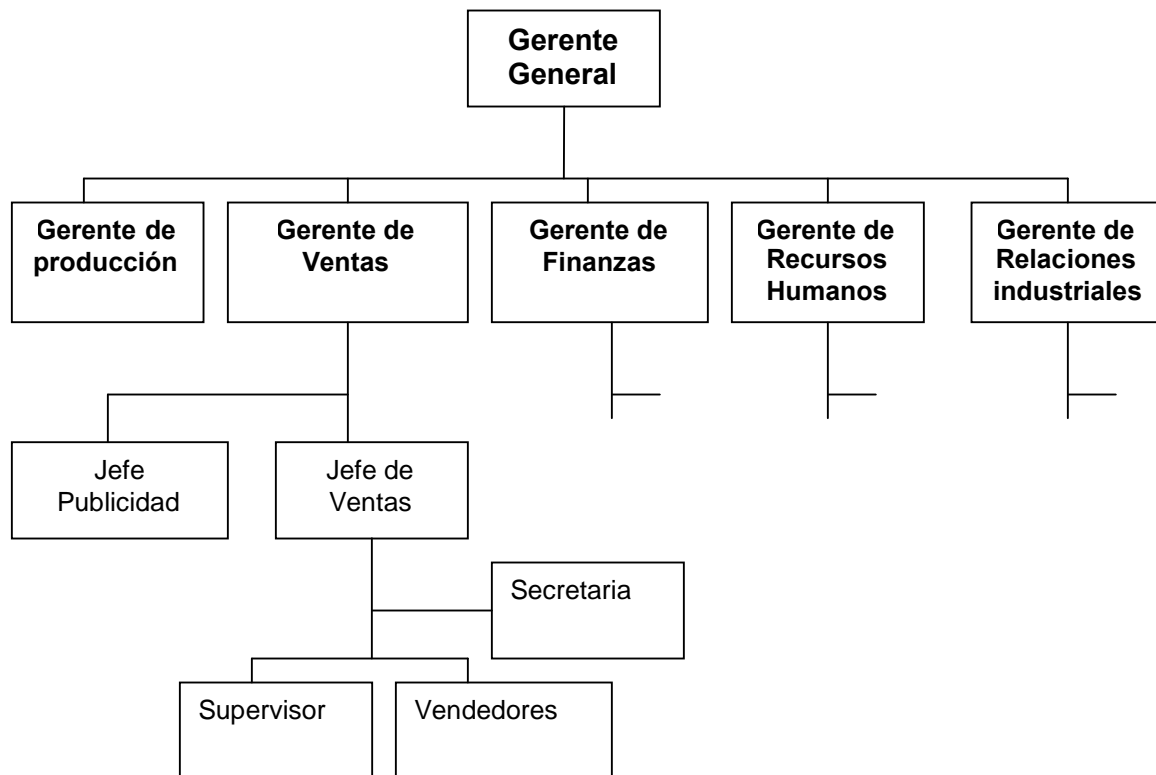 Gerente
General
Gerente de
producción
Gerente de
Ventas
Gerente de
Finanzas
Gerente de
Recursos
Humanos
Gerente de
Relaciones
industriales
Jefe
Publicidad
Jefe de
Ventas
Secretaria
Supervisor
Vendedores